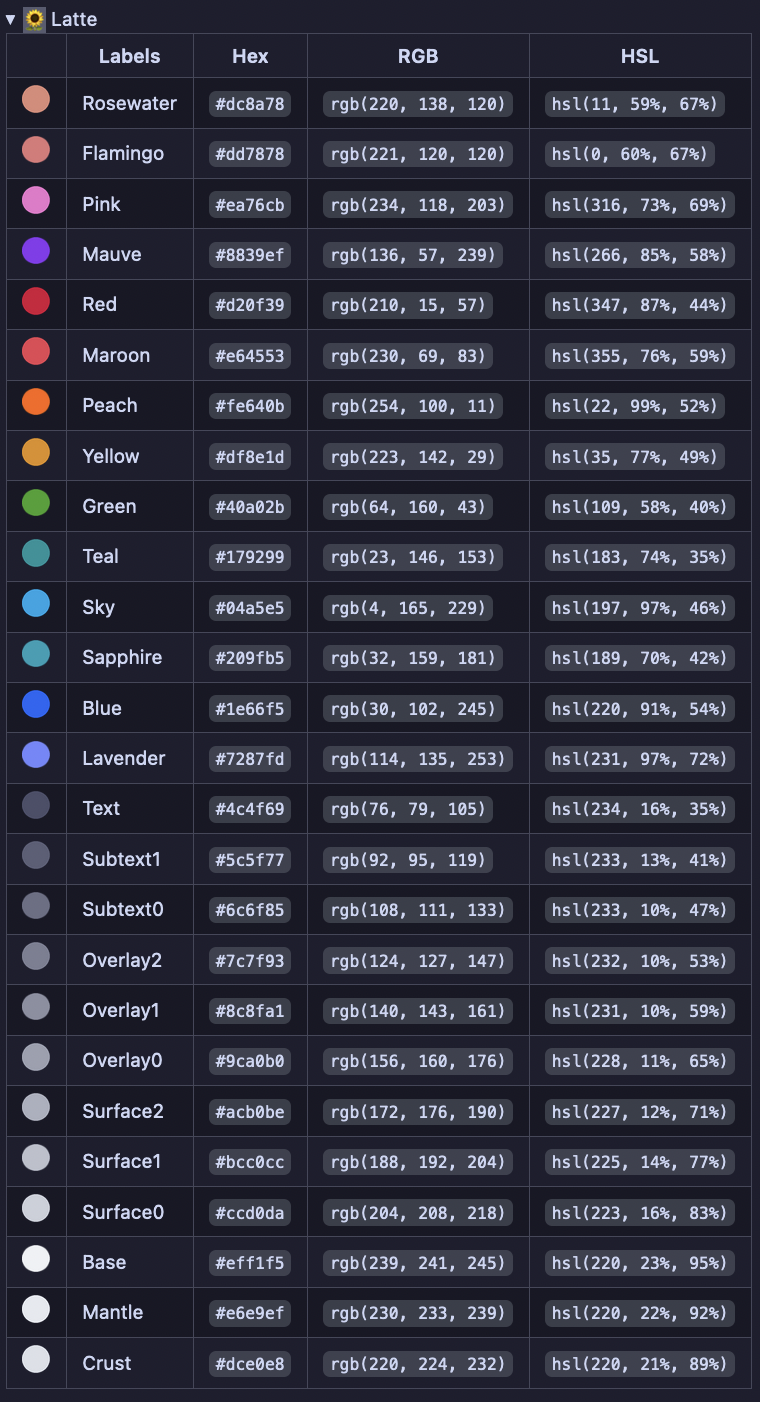 ▼ Latte
Labels Hex RGB HSL
Rosewater #dc8a78 rgb(220, 138, 120) hsl(11, 59%, 67%)
Flamingo #dd7878 rgb(221, 120, 120) hsl(0, 60%, 67%)
Pink #ea76cb rgb(234, 118, 203) hsl(316, 73%, 69%)
Mauve #8839ef rgb(136, 57, 239) hsl(266, 85%, 58%)
Red #d20f39 rgb(210, 15, 57) hsl(347, 87%, 44%)
Maroon #e64553 rgb(230, 69, 83) hsl(355, 76%, 59%)
Peach #fe640b rgb(254, 100, 11) hsl(22, 99%, 52%)
Yellow #df8e1d rgb(223, 142, 29) hsl(35, 77%, 49%)
Green #40a02b rgb(64, 160, 43) hsl(109, 58%, 40%)
Teal #179299 rgb(23, 146, 153) hsl(183, 74%, 35%)
Sky #04a5e5 rgb(4, 165, 229) hsl(197, 97%, 46%)
Sapphire #209fb5 rgb(32, 159, 181) hsl(189, 70%, 42%)
Blue #1e66f5 rgb(30, 102, 245) hsl(220, 91%, 54%)
Lavender #7287fd rgb(114, 135, 253) hsl(231, 97%, 72%)
Text #4c4f69 rgb(76, 79, 105) hsl(234, 16%, 35%)
Subtext1 #5c5f77 rgb(92, 95, 119) hsl(233, 13%, 41%)
Subtext0 #6c6f85 rgb(108, 111, 133) hsl(233, 10%, 47%)
Overlay2 #7c7f93 rgb(124, 127, 147) hsl(232, 10%, 53%)
Overlay1 #8c8fa1 rgb(140, 143, 161) hsl(231, 10%, 59%)
Overlay0 #9ca0b0 rgb(156, 160, 176) hsl(228, 11%, 65%)
Surface2 #acb0be rgb(172, 176, 190) hsl(227, 12%, 71%)
Surface1 #bcc0cc rgb(188, 192, 204) hsl(225, 14%, 77%)
Surface0 #ccd0da rgb(204, 208, 218) hsl(223, 16%, 83%)
Base #eff1f5 rgb(239, 241, 245) hsl(220, 23%, 95%)
Mantle #e6e9ef rgb(230, 233, 239) hsl(220, 22%, 92%)
Crust #dce0e8 rgb(220, 224, 232) hsl(220, 21%, 89%)